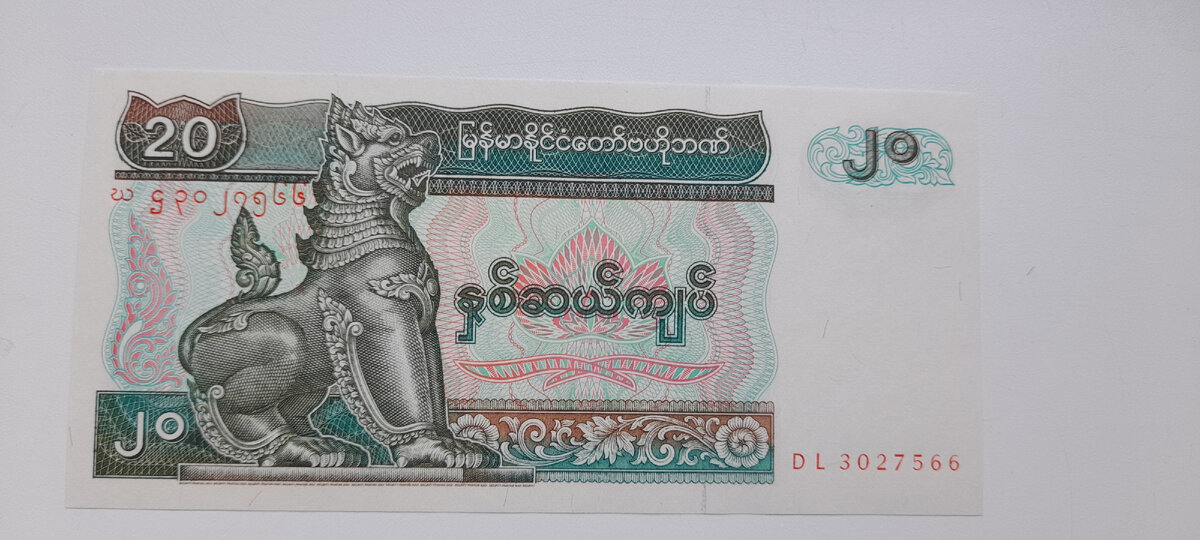 20
မြန်မာနိုင်ငံတော်ဗဟိုဘဏ်
၂၀
ဃ ဌ ၃၀၂၇၅၆၆
နှစ်ဆယ်ကျပ်
၂၀
DL 3027566